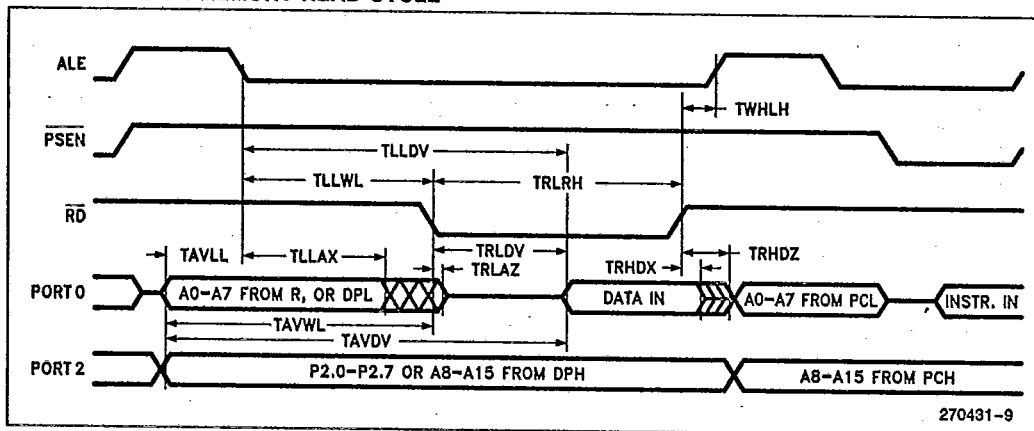 ALE
TWHLH
PSEN
TLLDV
TLLWL
TRLRH
RD
TAVLL
TLLAX
TRLDV
TRLAZ
TRHDX
TRHDZ
PORT 0
A0-A7 FROM R, OR DPL
DATA IN
A0-A7 FROM PCL
INSTR. IN
TAVWL
TAVDV
PORT 2
P2.0-P2.7 OR A8-A15 FROM DPH
A8-A15 FROM PCH
270431-9